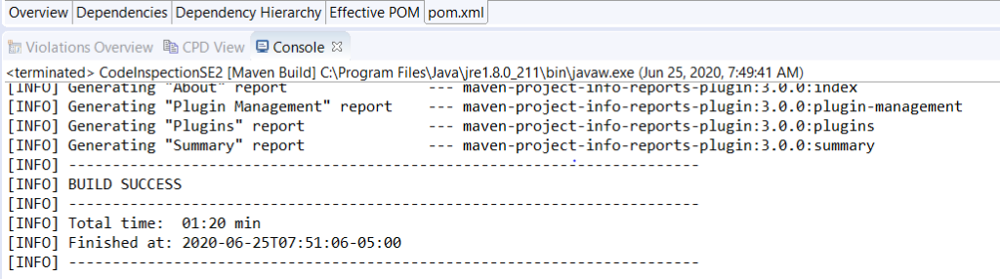 Overview Dependencies Dependency Hierarchy Effective POM pom.xml
Violations Overview CPD View Console
<terminated> CodeInspectionSE2 [Maven Build] C:\Program Files\Java\jre1.8.0_211\bin\javaw.exe (Jun 25, 2020, 7:49:41 AM)
[INFO] Generating "About" report --- maven-project-info-reports-plugin:3.0.0:index
[INFO] Generating "Plugin Management" report --- maven-project-info-reports-plugin:3.0.0:plugin-management
[INFO] Generating "Plugins" report --- maven-project-info-reports-plugin:3.0.0:plugins
[INFO] Generating "Summary" report --- maven-project-info-reports-plugin:3.0.0:summary
[INFO] ------------------------------------------------------------------------
[INFO] BUILD SUCCESS
[INFO] ------------------------------------------------------------------------
[INFO] Total time:  01:20 min
[INFO] Finished at: 2020-06-25T07:51:06-05:00
[INFO] ------------------------------------------------------------------------